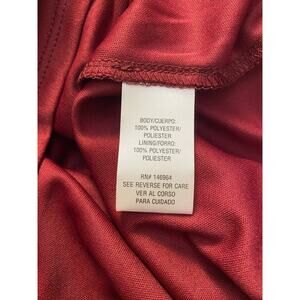 BODY/CUERPO:
100% POLYESTER/
POLIESTER
LINING/FORRO:
100% POLYESTER/
POLIESTER
RN# 146964
SEE REVERSE FOR CARE
VER AL CORSO
PARA CUIDADO